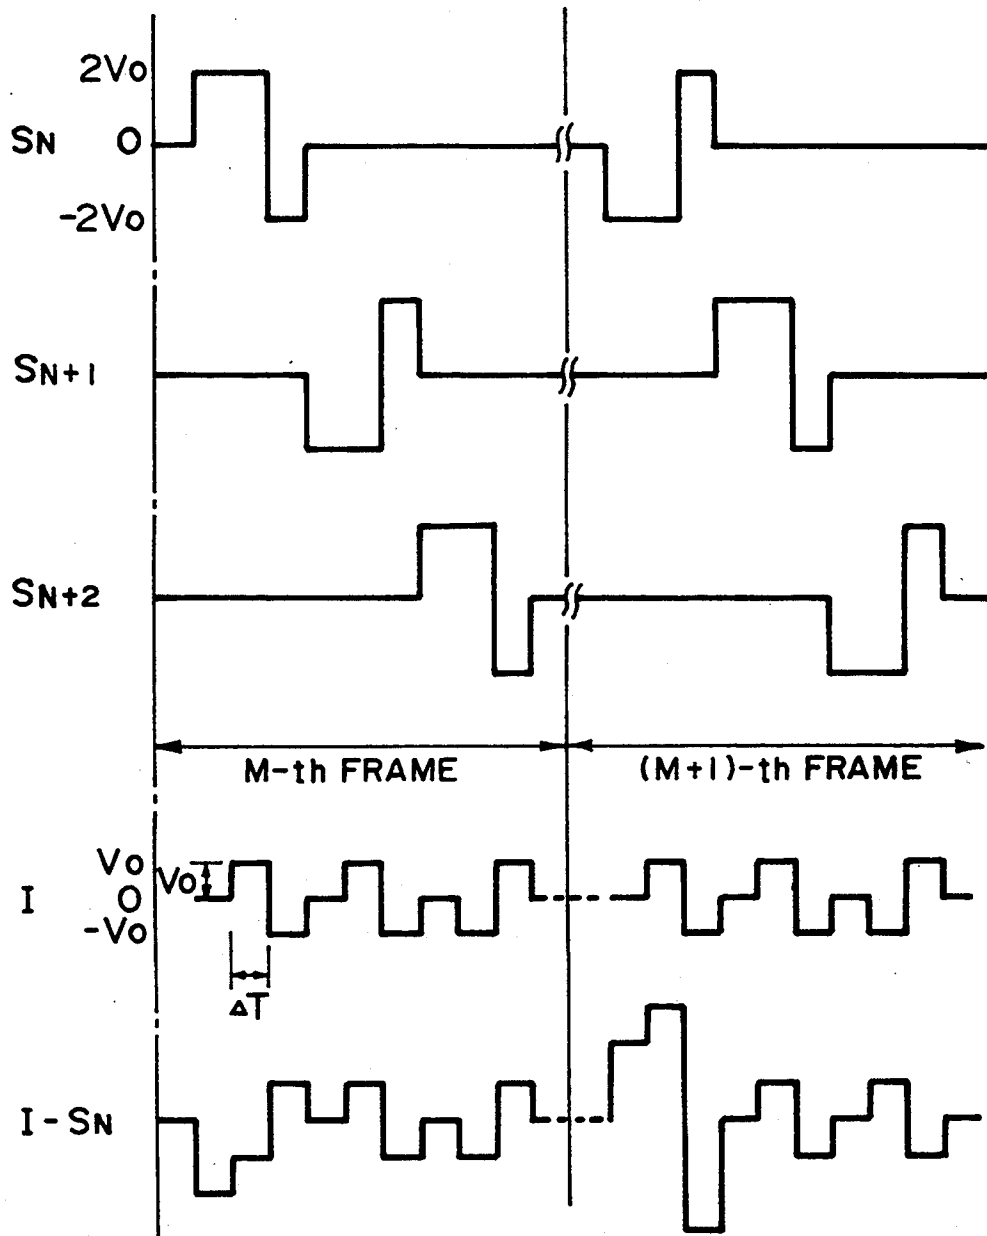 2Vo
SN 0
-2Vo
SN+1
SN+2
M-th FRAME
(M+1)-th FRAME
Vo
Vo
I 0
-Vo
ΔT
I-SN